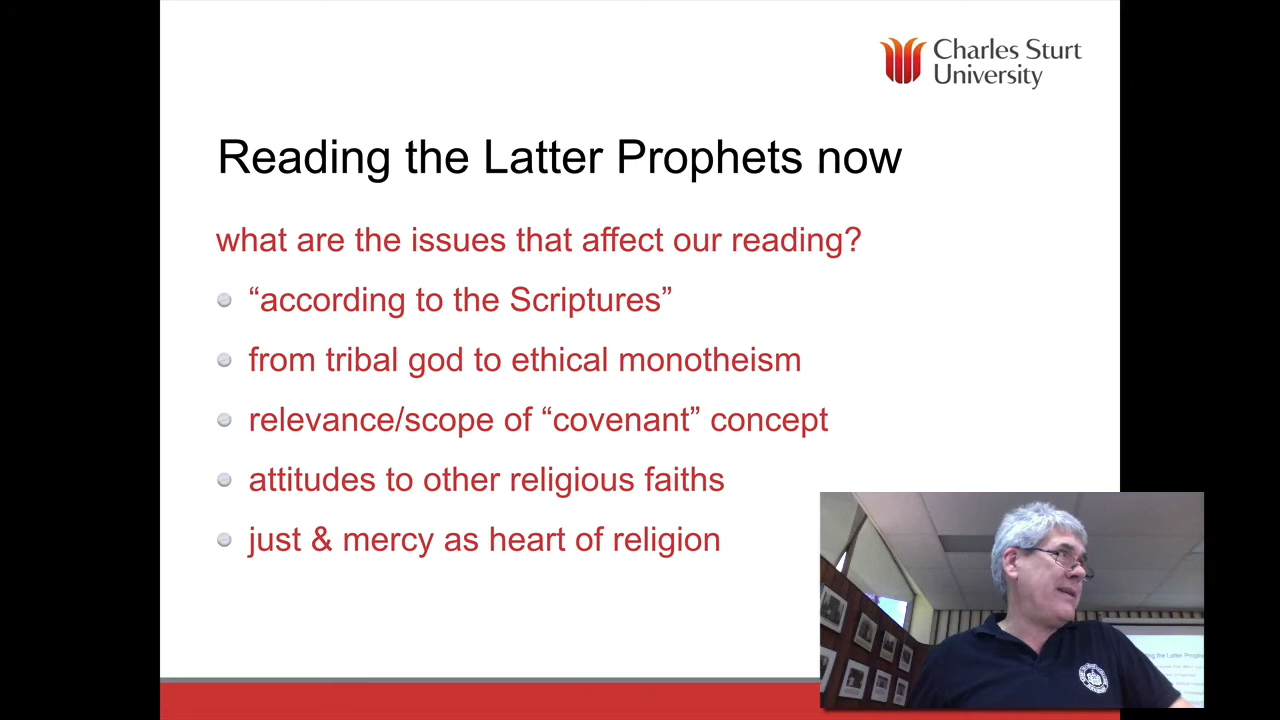 Charles Sturt
University
Reading the Latter Prophets now
what are the issues that affect our reading?
“according to the Scriptures”
from tribal god to ethical monotheism
relevance/scope of “covenant” concept
attitudes to other religious faiths
just & mercy as heart of religion
the Latter